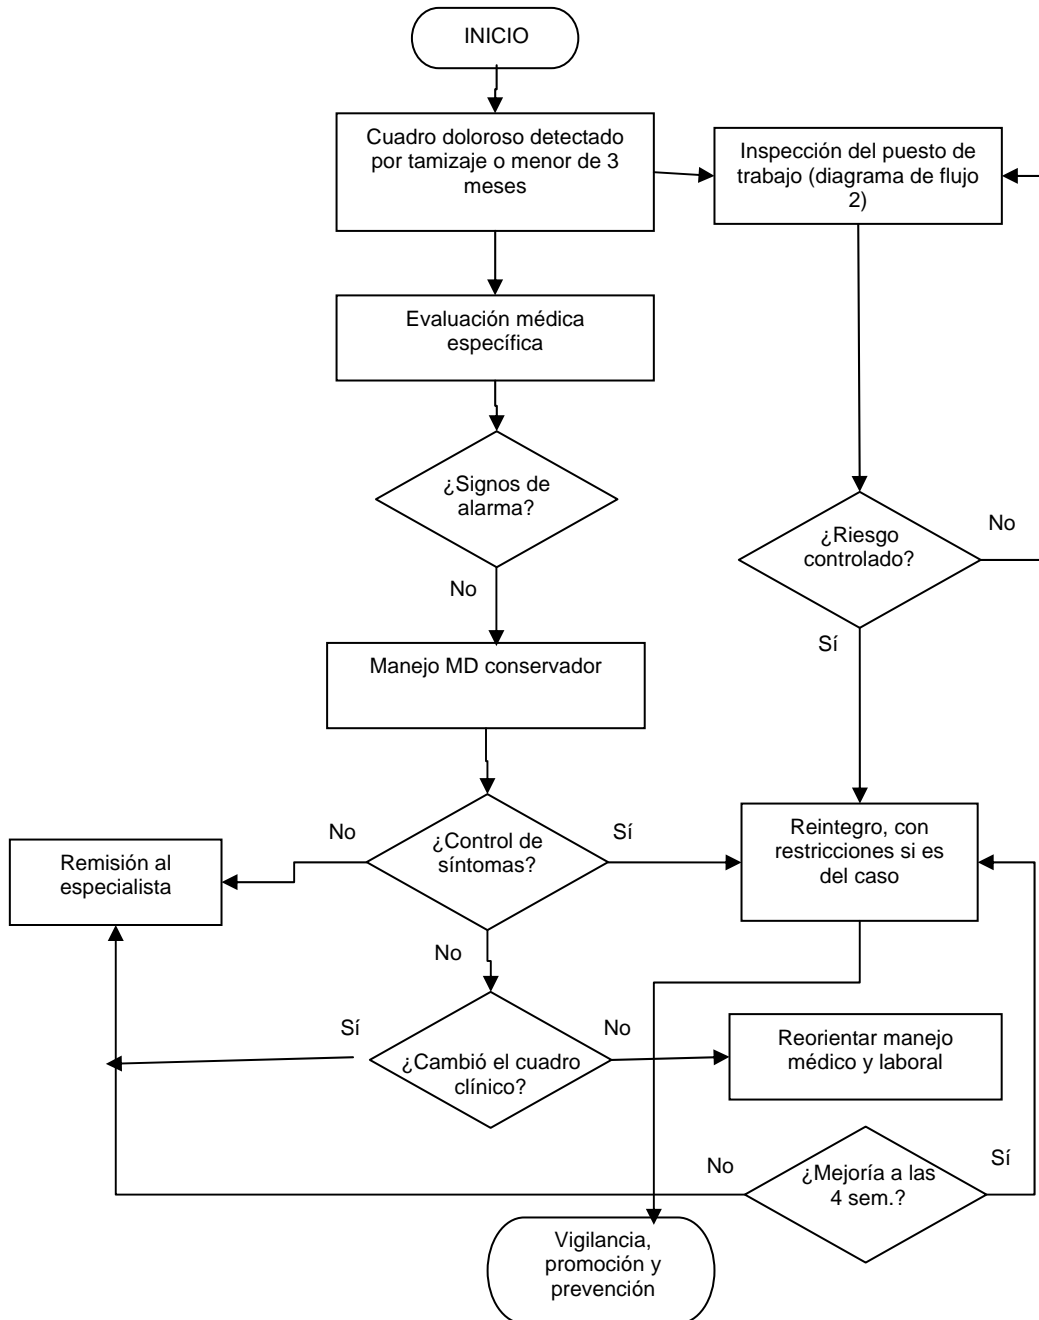 INICIO
Cuadro doloroso detectado
por tamizaje o menor de 3
meses
Inspección del puesto de
trabajo (diagrama de flujo
2)
Evaluación médica
específica
¿Signos de
alarma?
No
¿Riesgo
controlado?
No
Sí
Manejo MD conservador
¿Control de
síntomas?
No
Sí
No
Remisión al
especialista
Reintegro, con
restricciones si es
del caso
¿Cambió el cuadro
clínico?
Sí
No
Reorientar manejo
médico y laboral
¿Mejoría a las
4 sem.?
No
Sí
Vigilancia,
promoción y
prevención